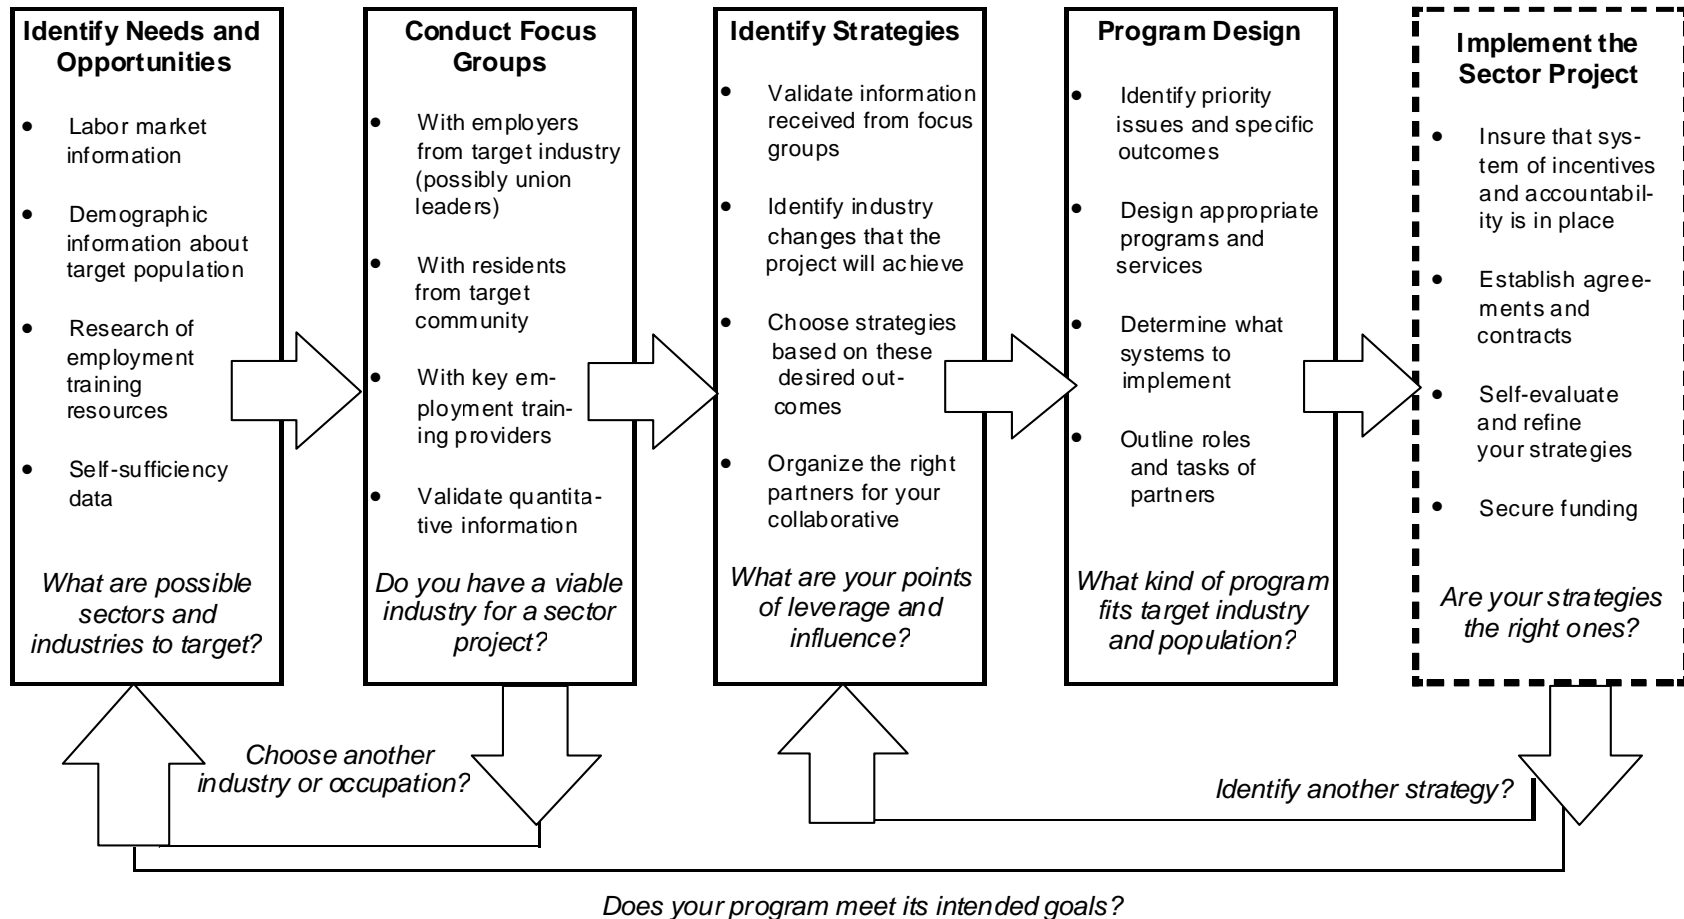 Identify Needs and
Opportunities
• Labor market
information
• Demographic
information about
target population
• Research of
employment
training
resources
• Self-sufficiency
data
What are possible
sectors and
industries to target?
Conduct Focus
Groups
• With employers
from target industry
(possibly union
leaders)
• With residents
from target
community
• With key em-
ployment train-
ing providers
• Validate quantita-
tive information
Do you have a viable
industry for a sector
project?
Identify Strategies
• Validate information
received from focus
groups
• Identify industry
changes that the
project will achieve
• Choose strategies
based on these
desired out-
comes
• Organize the right
partners for your
collaborative
What are your points
of leverage and
influence?
Program Design
• Identify priority
issues and specific
outcomes
• Design appropriate
programs and
services
• Determine what
systems to
implement
• Outline roles
and tasks of
partners
What kind of program
fits target industry
and population?
Implement the
Sector Project
• Insure that sys-
tem of incentives
and accountabil-
ity is in place
• Establish agree-
ments and
contracts
• Self-evaluate
and refine
your strategies
• Secure funding
Are your strategies
the right ones?
Choose another
industry or occupation?
Identify another strategy?
Does your program meet its intended goals?